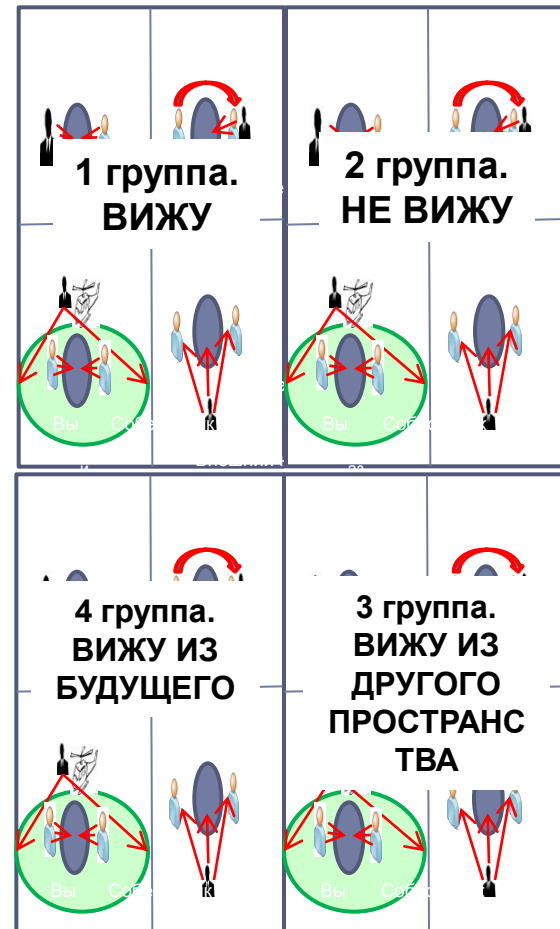 1 группа.
ВИЖУ
2 группа.
НЕ ВИЖУ
Вы
Вы
4 группа.
ВИЖУ ИЗ
БУДУЩЕГО
3 группа.
ВИЖУ ИЗ
ДРУГОГО
ПРОСТРАНС
ТВА
Вы
Вы